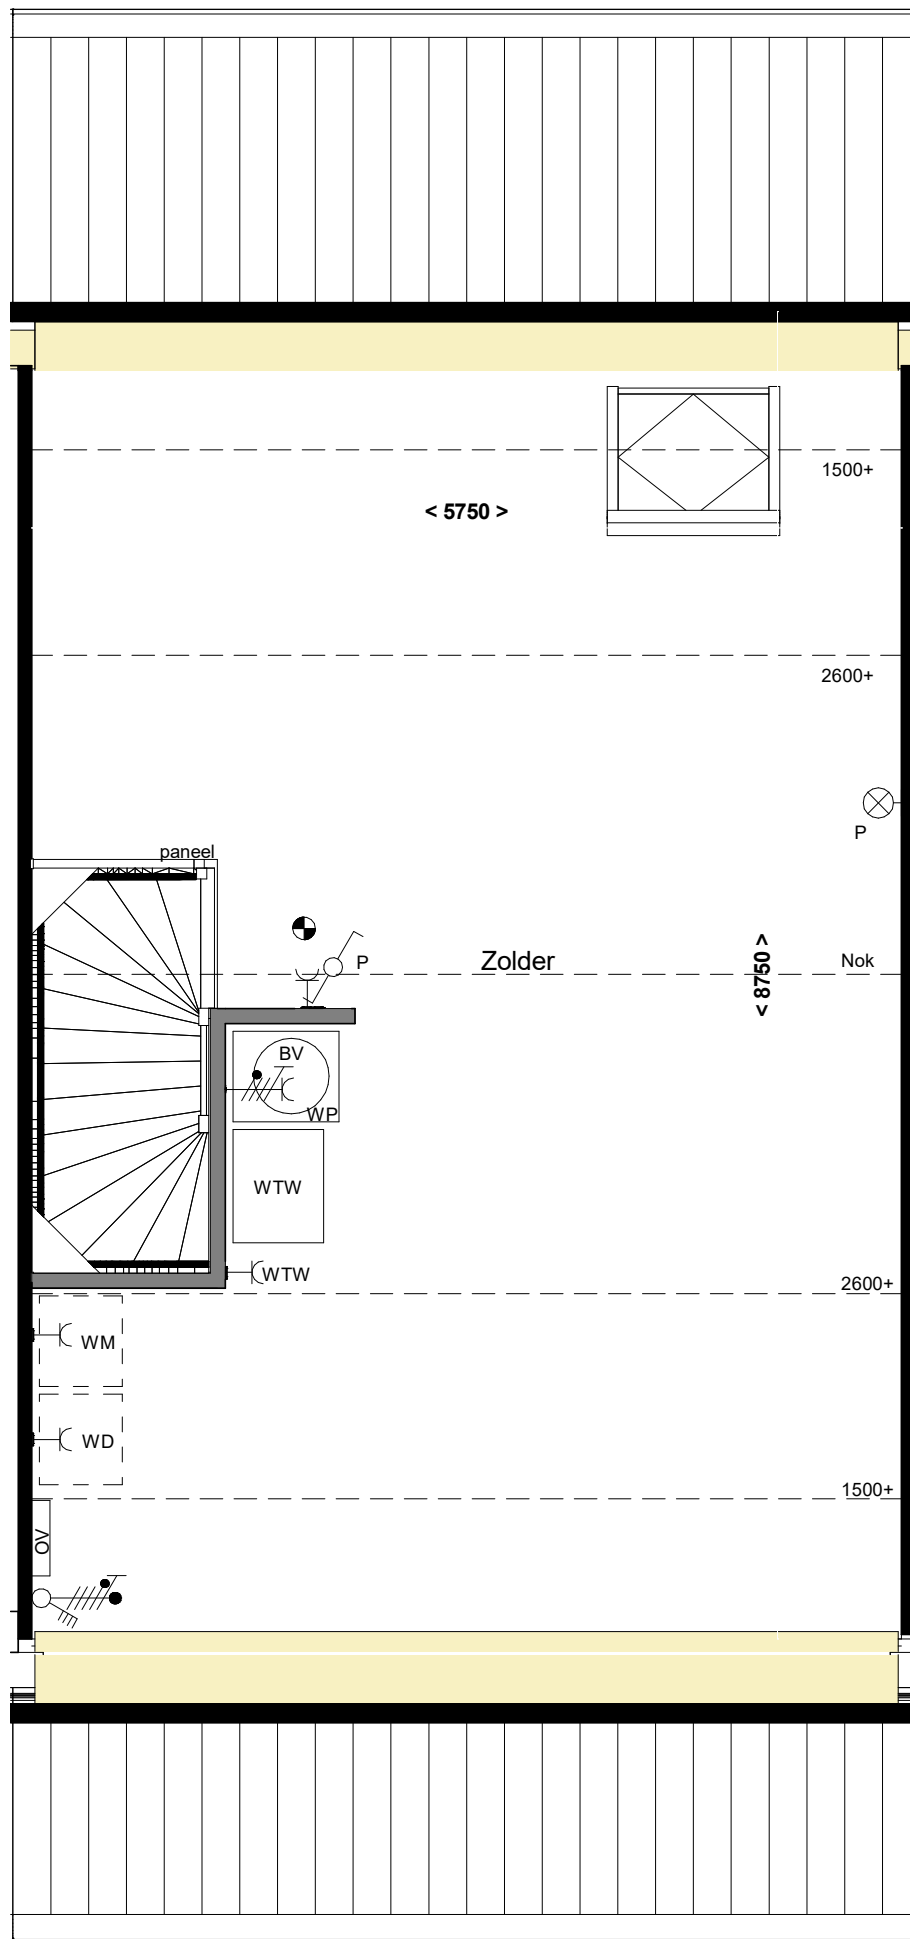 1500+
< 5750 >
2600+
P
paneel
P
Zolder
< 8750 >
Nok
BV
WP
WTW
WTW
2600+
WM
WD
1500+
OV